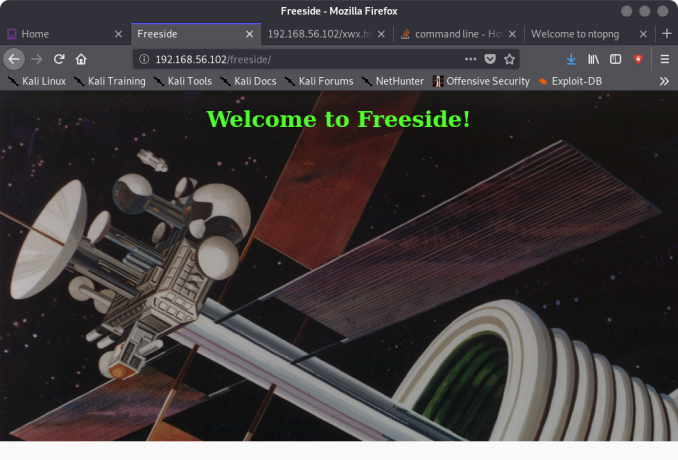 Freeside - Mozilla Firefox
Home
Freeside
192.168.56.102/xwx.ht
command line - Ho
Welcome to ntopng
192.168.56.102/freeside/
Kali Linux Kali Training Kali Tools Kali Docs Kali Forums NetHunter Offensive Security Exploit-DB
Welcome to Freeside!